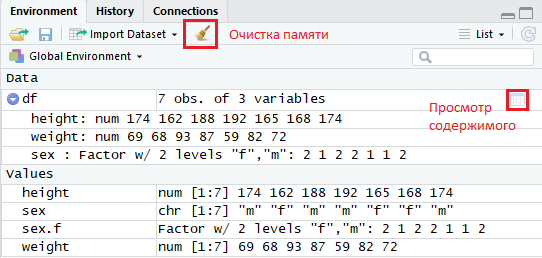 Environment History Connections
Import Dataset Очистка памяти List
Global Environment
Data
df 7 obs. of 3 variables
Просмотр содержимого
height: num 174 162 188 192 165 168 174
weight: num 69 68 93 87 59 82 72
sex : Factor w/ 2 levels "f","m": 2 1 2 2 1 1 2
Values
height num [1:7] 174 162 188 192 165 168 174
sex chr [1:7] "m" "f" "m" "m" "f" "f" "m"
sex.f Factor w/ 2 levels "f","m": 2 1 2 2 1 1 2
weight num [1:7] 69 68 93 87 59 82 72